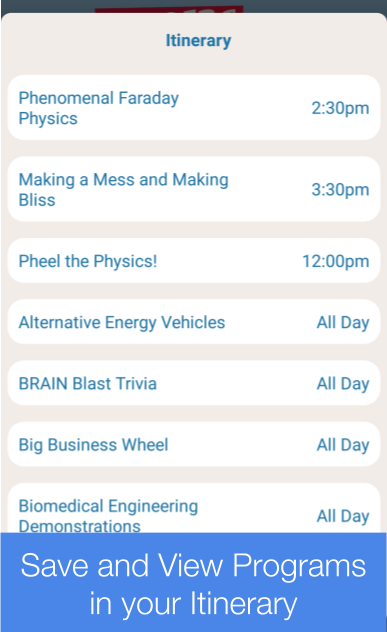 Itinerary
Phenomenal Faraday
Physics
2:30pm
Making a Mess and Making
Bliss
3:30pm
Pheel the Physics!
12:00pm
Alternative Energy Vehicles
All Day
BRAIN Blast Trivia
All Day
Big Business Wheel
All Day
Biomedical Engineering
Demonstrations
All Day
Save and View Programs
in your Itinerary